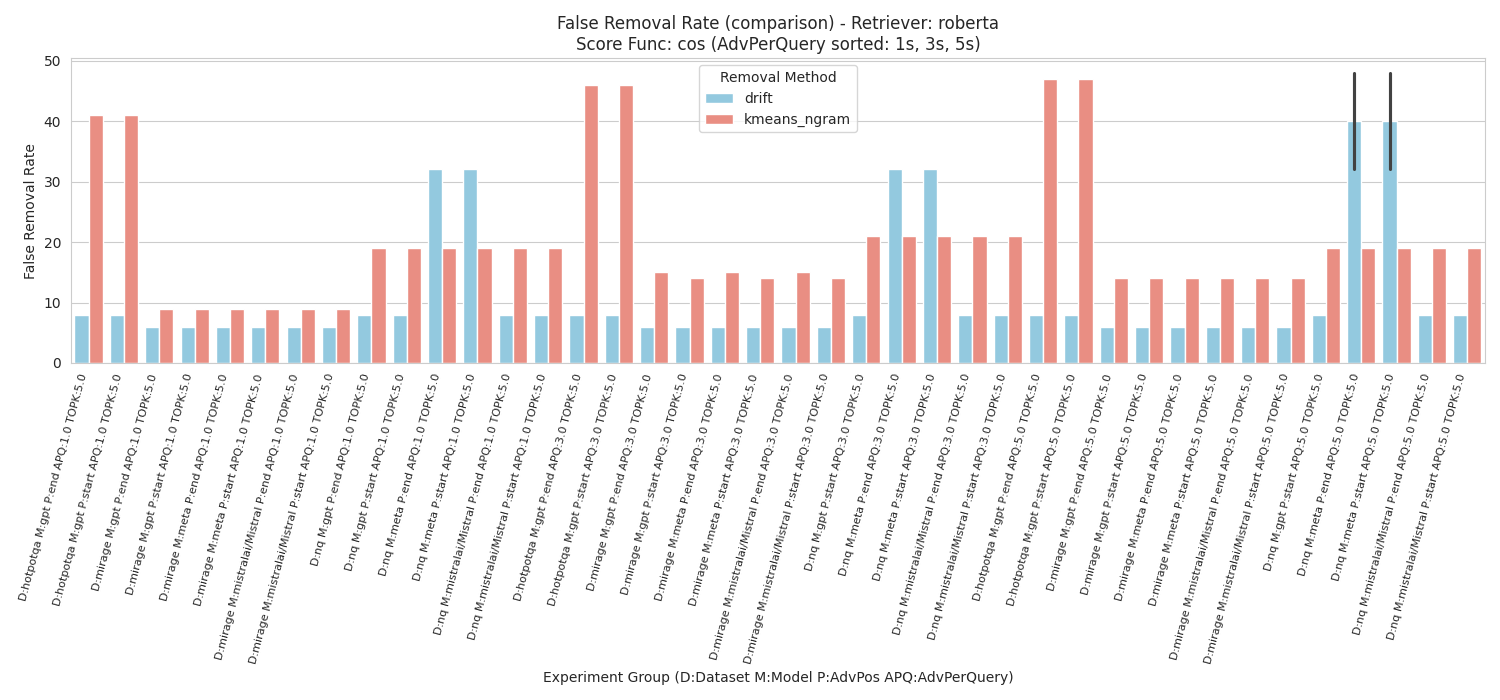 False Removal Rate (comparison) - Retriever: roberta
Score Func: cos (AdvPerQuery sorted: 1s, 3s, 5s)
Removal Method
drift
kmeans_ngram
False Removal Rate
50
40
30
20
10
0
D:hotpotqa M:gpt P:end APQ:1.0 TOPK:5.0
D:hotpotqa M:gpt P:start APQ:1.0 TOPK:5.0
D:mirage M:gpt P:end APQ:1.0 TOPK:5.0
D:mirage M:gpt P:start APQ:1.0 TOPK:5.0
D:mirage M:meta P:end APQ:1.0 TOPK:5.0
D:mirage M:meta P:start APQ:1.0 TOPK:5.0
D:mirage M:mistralai/Mistral P:end APQ:1.0 TOPK:5.0
D:mirage M:mistralai/Mistral P:start APQ:1.0 TOPK:5.0
D:nq M:gpt P:end APQ:1.0 TOPK:5.0
D:nq M:gpt P:start APQ:1.0 TOPK:5.0
D:nq M:meta P:end APQ:1.0 TOPK:5.0
D:nq M:meta P:start APQ:1.0 TOPK:5.0
D:nq M:mistralai/Mistral P:end APQ:1.0 TOPK:5.0
D:nq M:mistralai/Mistral P:start APQ:1.0 TOPK:5.0
D:hotpotqa M:gpt P:end APQ:3.0 TOPK:5.0
D:hotpotqa M:gpt P:start APQ:3.0 TOPK:5.0
D:mirage M:gpt P:end APQ:3.0 TOPK:5.0
D:mirage M:gpt P:start APQ:3.0 TOPK:5.0
D:mirage M:meta P:end APQ:3.0 TOPK:5.0
D:mirage M:meta P:start APQ:3.0 TOPK:5.0
D:mirage M:mistralai/Mistral P:end APQ:3.0 TOPK:5.0
D:mirage M:mistralai/Mistral P:start APQ:3.0 TOPK:5.0
D:nq M:gpt P:start APQ:3.0 TOPK:5.0
D:nq M:meta P:end APQ:3.0 TOPK:5.0
D:nq M:meta P:start APQ:3.0 TOPK:5.0
D:nq M:mistralai/Mistral P:end APQ:3.0 TOPK:5.0
D:nq M:mistralai/Mistral P:start APQ:3.0 TOPK:5.0
D:hotpotqa M:gpt P:end APQ:5.0 TOPK:5.0
D:hotpotqa M:gpt P:start APQ:5.0 TOPK:5.0
D:mirage M:gpt P:end APQ:5.0 TOPK:5.0
D:mirage M:gpt P:start APQ:5.0 TOPK:5.0
D:mirage M:meta P:end APQ:5.0 TOPK:5.0
D:mirage M:meta P:start APQ:5.0 TOPK:5.0
D:mirage M:mistralai/Mistral P:end APQ:5.0 TOPK:5.0
D:mirage M:mistralai/Mistral P:start APQ:5.0 TOPK:5.0
D:nq M:gpt P:start APQ:5.0 TOPK:5.0
D:nq M:meta P:end APQ:5.0 TOPK:5.0
D:nq M:meta P:start APQ:5.0 TOPK:5.0
D:nq M:mistralai/Mistral P:end APQ:5.0 TOPK:5.0
D:nq M:mistralai/Mistral P:start APQ:5.0 TOPK:5.0
Experiment Group (D:Dataset M:Model P:AdvPos APQ:AdvPerQuery)